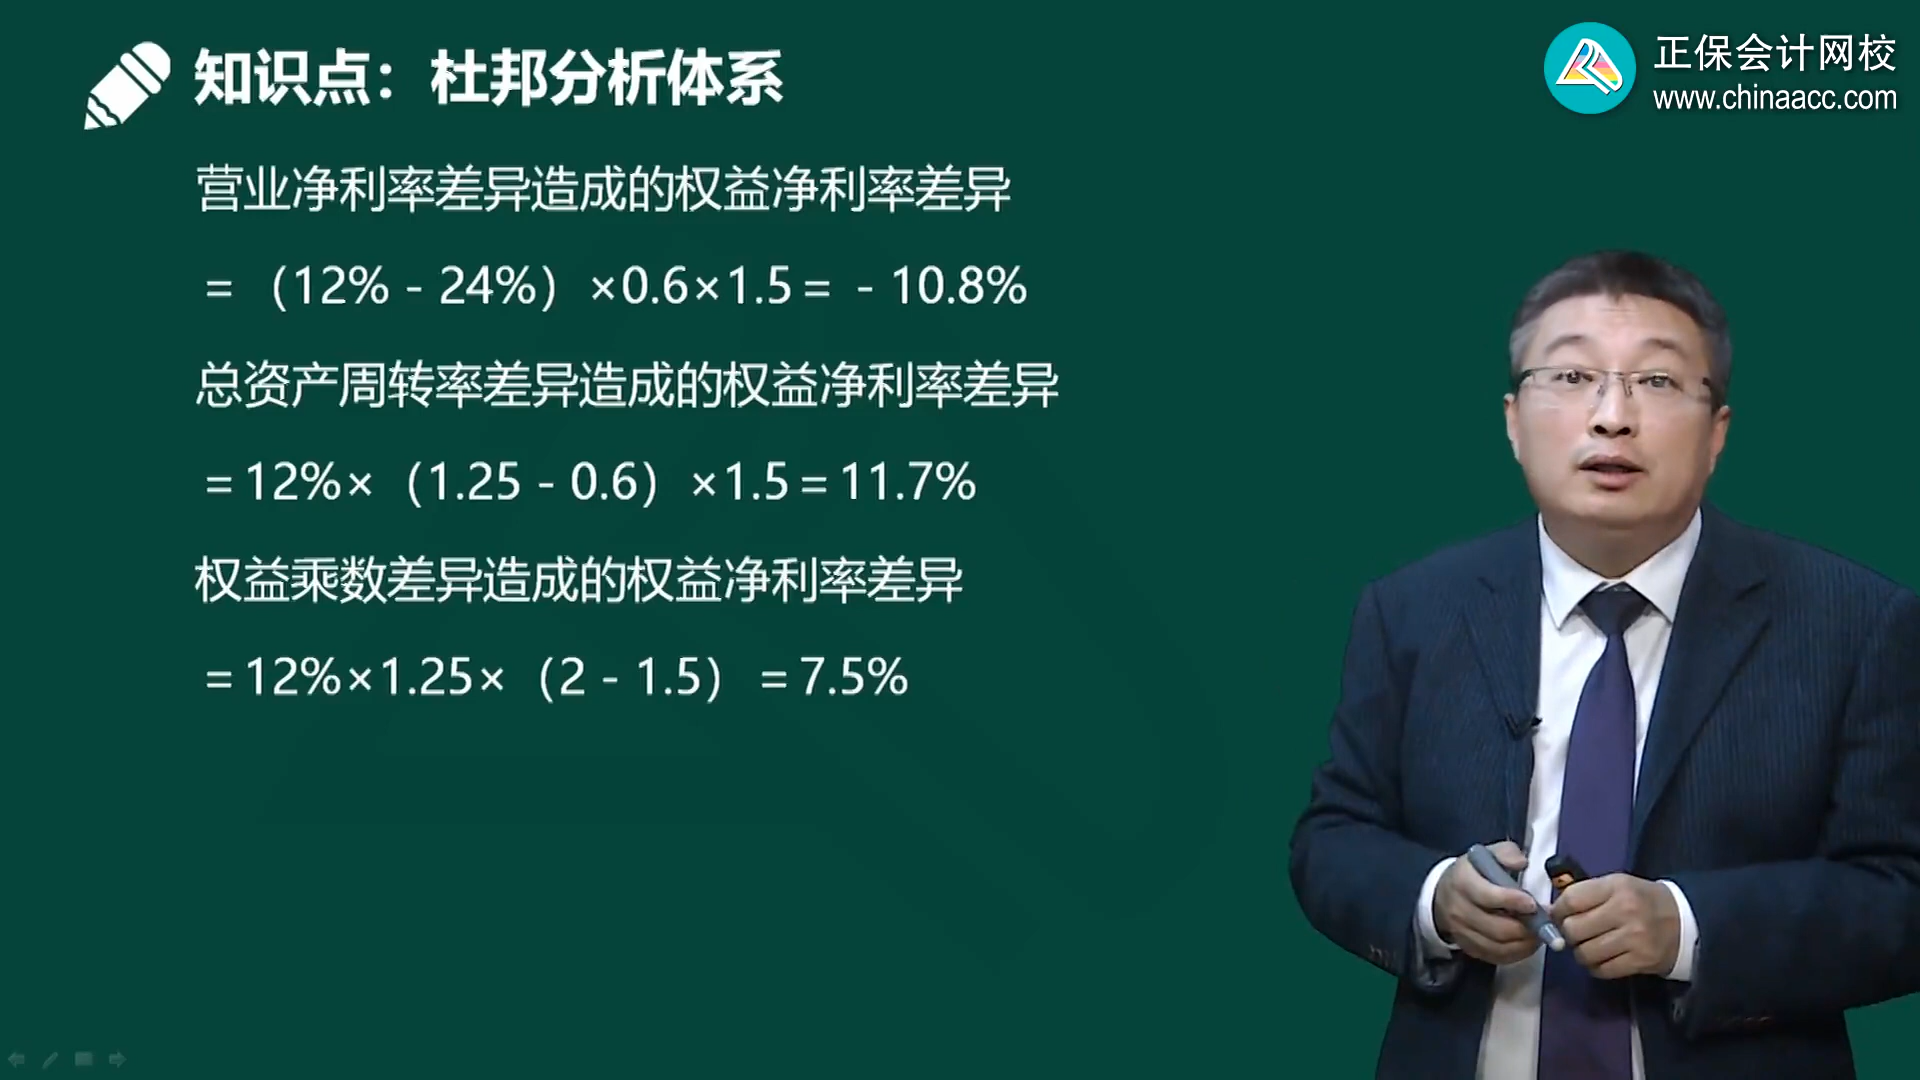 知识点：杜邦分析体系
正保会计网校
www.chinaacc.com
营业净利率差异造成的权益净利率差异
=（12%-24%）×0.6×1.5=-10.8%
总资产周转率差异造成的权益净利率差异
=12%×（1.25-0.6）×1.5=11.7%
权益乘数差异造成的权益净利率差异
=12%×1.25×（2-1.5）=7.5%